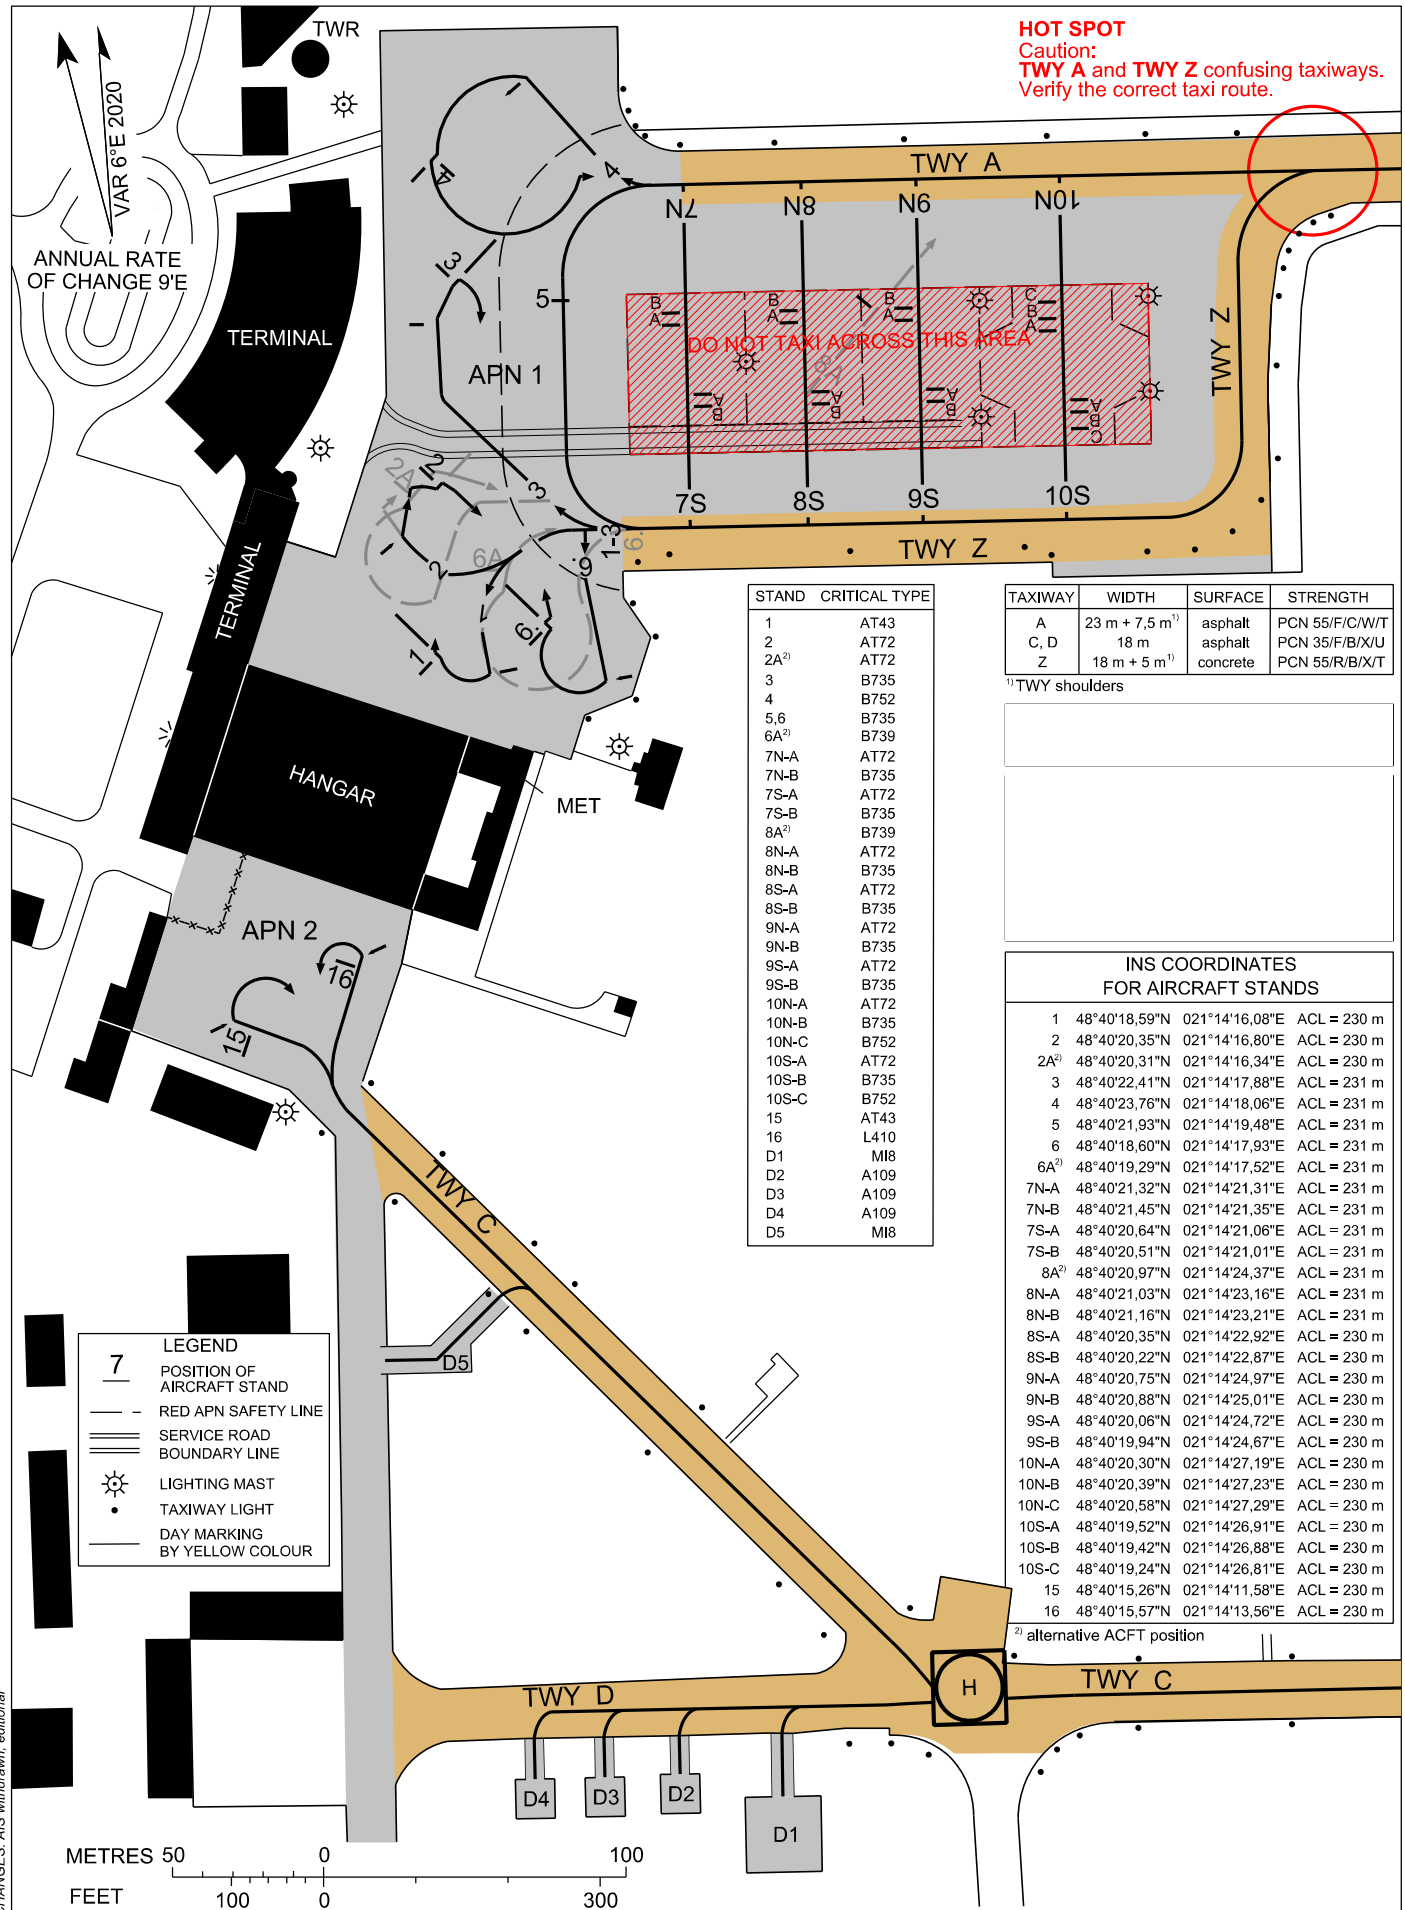 TWR
HOT SPOT
Caution:
TWY A and TWY Z confusing taxiways.
Verify the correct taxi route.
VAR 6°E 2020
ANNUAL RATE
OF CHANGE 9'E
TERMINAL
TERMINAL
HANGAR
MET
APN 1
APN 2
TWY A
7N
8N
9N
10N
4
4
3
5
B
A
B
A
B
A
C
B
A
DO NOT TAXI ACROSS THIS AREA
8A
A
B
A
B
A
B
A
B
C
TWY Z
7S
8S
9S
10S
TWY Z
2A
2
3
2
6A
6.
1-3
6.
1
6.
16
15
STAND CRITICAL TYPE
1 AT43
2 AT72
2A2) AT72
3 B735
4 B752
5,6 B735
6A2) B739
7N-A AT72
7N-B B735
7S-A AT72
7S-B B735
8A2) B739
8N-A AT72
8N-B B735
8S-A AT72
8S-B B735
9N-A AT72
9N-B B735
9S-A AT72
9S-B B735
10N-A AT72
10N-B B735
10N-C B752
10S-A AT72
10S-B B735
10S-C B752
15 AT43
16 L410
D1 MI8
D2 A109
D3 A109
D4 A109
D5 MI8
TAXIWAY WIDTH SURFACE STRENGTH
A 23 m + 7,5 m1) asphalt PCN 55/F/C/W/T
C, D 18 m asphalt PCN 35/F/B/X/U
Z 18 m + 5 m1) concrete PCN 55/R/B/X/T
1) TWY shoulders
INS COORDINATES
FOR AIRCRAFT STANDS
1 48°40'18,59"N 021°14'16,08"E ACL = 230 m
2 48°40'20,35"N 021°14'16,80"E ACL = 230 m
2A2) 48°40'20,31"N 021°14'16,34"E ACL = 230 m
3 48°40'22,41"N 021°14'17,88"E ACL = 231 m
4 48°40'23,76"N 021°14'18,06"E ACL = 231 m
5 48°40'21,93"N 021°14'19,48"E ACL = 231 m
6 48°40'18,60"N 021°14'17,93"E ACL = 231 m
6A2) 48°40'19,29"N 021°14'17,52"E ACL = 231 m
7N-A 48°40'21,32"N 021°14'21,31"E ACL = 231 m
7N-B 48°40'21,45"N 021°14'21,35"E ACL = 231 m
7S-A 48°40'20,64"N 021°14'21,06"E ACL = 231 m
7S-B 48°40'20,51"N 021°14'21,01"E ACL = 231 m
8A2) 48°40'20,97"N 021°14'24,37"E ACL = 231 m
8N-A 48°40'21,03"N 021°14'23,16"E ACL = 231 m
8N-B 48°40'21,16"N 021°14'23,21"E ACL = 231 m
8S-A 48°40'20,35"N 021°14'22,92"E ACL = 230 m
8S-B 48°40'20,22"N 021°14'22,87"E ACL = 230 m
9N-A 48°40'20,75"N 021°14'24,97"E ACL = 230 m
9N-B 48°40'20,88"N 021°14'25,01"E ACL = 230 m
9S-A 48°40'20,06"N 021°14'24,72"E ACL = 230 m
9S-B 48°40'19,94"N 021°14'24,67"E ACL = 230 m
10N-A 48°40'20,30"N 021°14'27,19"E ACL = 230 m
10N-B 48°40'20,39"N 021°14'27,23"E ACL = 230 m
10N-C 48°40'20,58"N 021°14'27,29"E ACL = 230 m
10S-A 48°40'19,52"N 021°14'26,91"E ACL = 230 m
10S-B 48°40'19,42"N 021°14'26,88"E ACL = 230 m
10S-C 48°40'19,24"N 021°14'26,81"E ACL = 230 m
15 48°40'15,26"N 021°14'11,58"E ACL = 230 m
16 48°40'15,57"N 021°14'13,56"E ACL = 230 m
2) alternative ACFT position
TWY C
D5
LEGEND
7 POSITION OF
AIRCRAFT STAND
RED APN SAFETY LINE
SERVICE ROAD
BOUNDARY LINE
LIGHTING MAST
TAXIWAY LIGHT
DAY MARKING
BY YELLOW COLOUR
TWY D
H
TWY C
D4
D3
D2
D1
METRES 50 0 100
FEET 100 0 300
CHANGES: AIS withdrawn, editorial